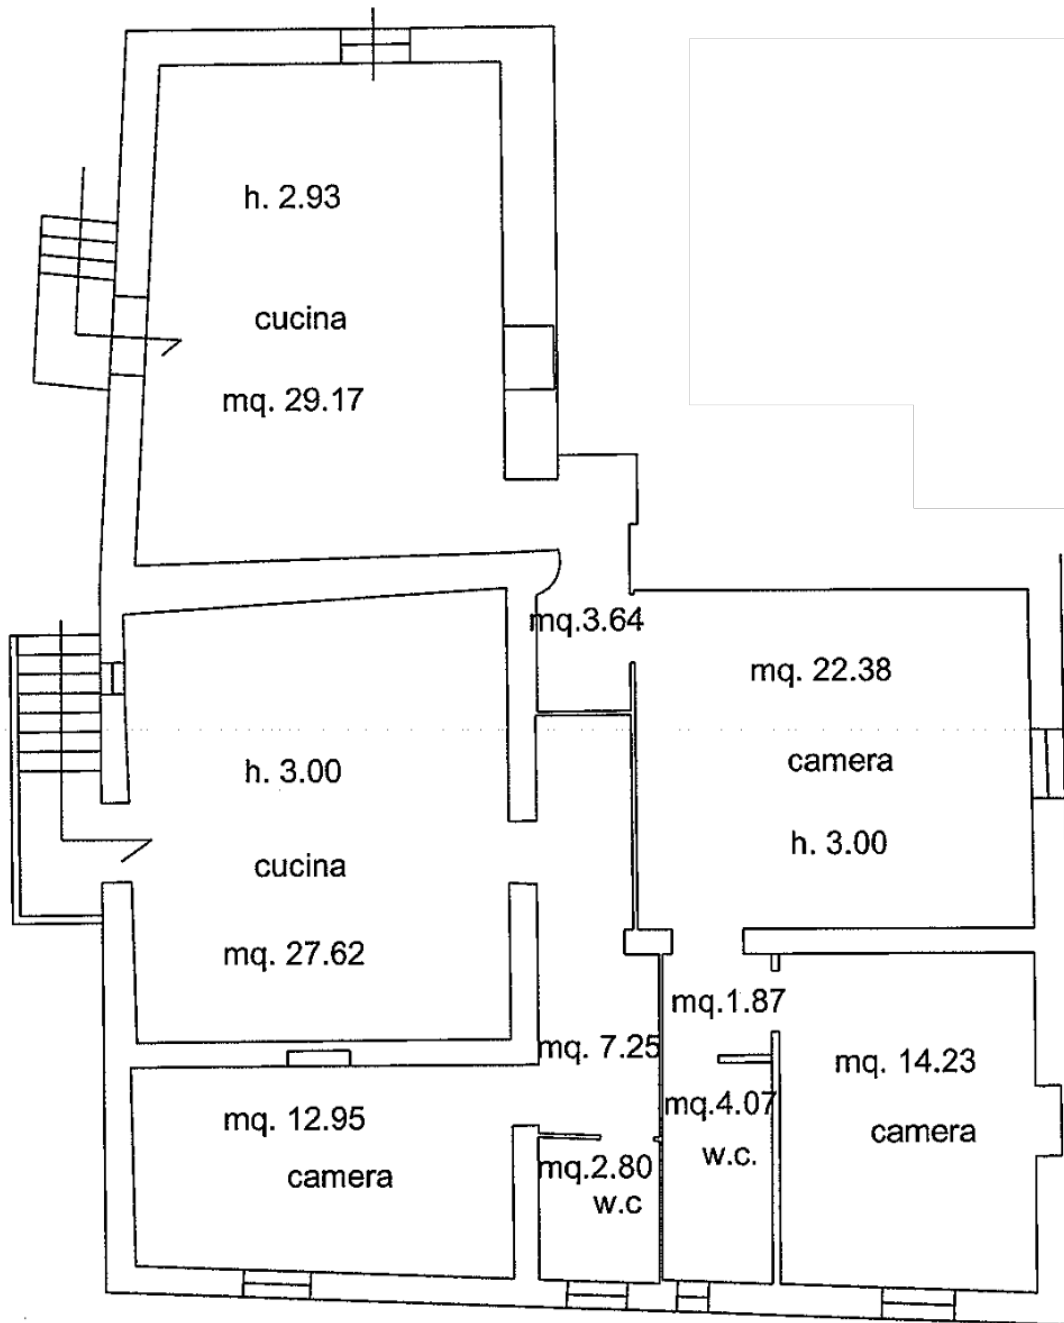 h. 2.93
cucina
mq. 29.17
mq.3.64
mq. 22.38
camera
h. 3.00
h. 3.00
cucina
mq. 27.62
mq.1.87
mq. 7.25
mq. 14.23
camera
mq.4.07
w.c.
mq. 12.95
camera
mq.2.80
w.c